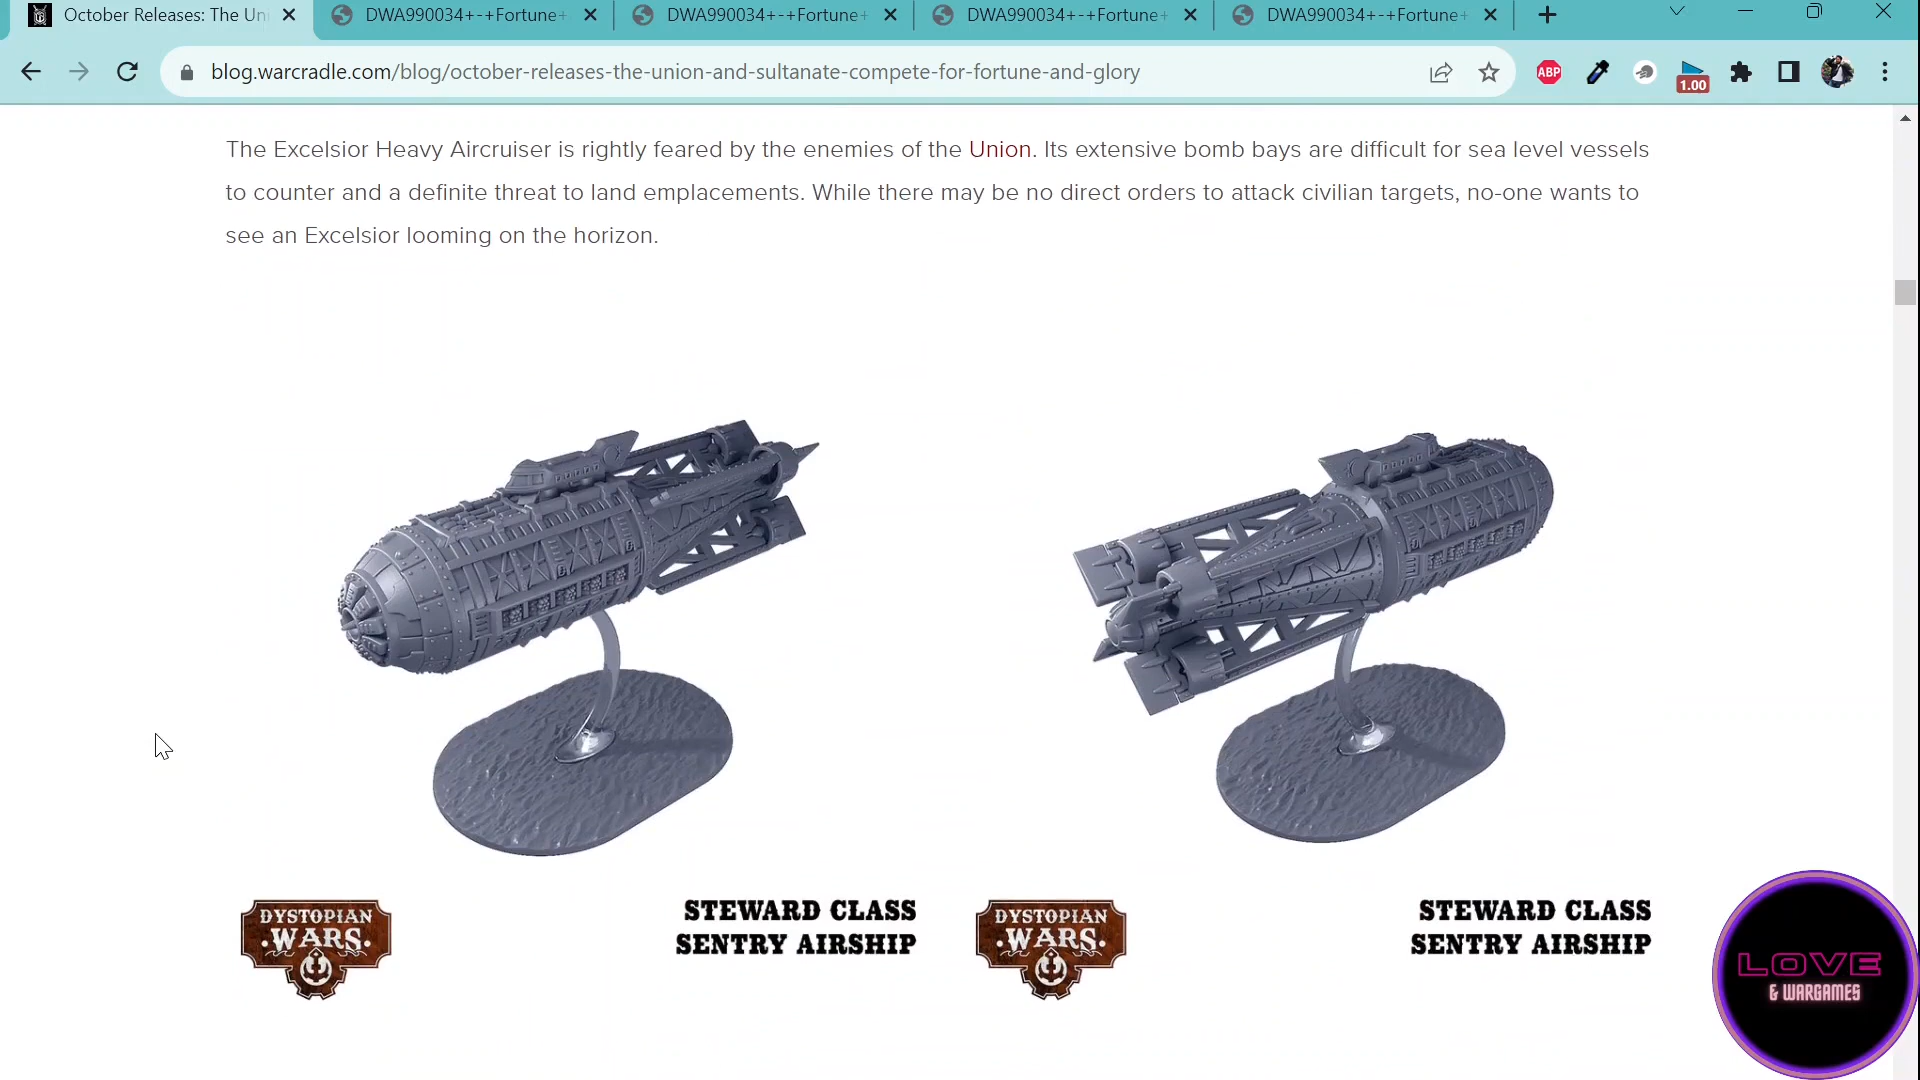 October Releases: The Un
DWA990034+-+Fortune+
DWA990034+-+Fortune+
DWA990034+-+Fortune+
DWA990034+-+Fortune+
blog.warcradle.com/blog/october-releases-the-union-and-sultanate-compete-for-fortune-and-glory
ABP
1.00
The Excelsior Heavy Aircruiser is rightly feared by the enemies of the Union. Its extensive bomb bays are difficult for sea level vessels
to counter and a definite threat to land emplacements. While there may be no direct orders to attack civilian targets, no-one wants to
see an Excelsior looming on the horizon.
DYSTOPIAN
WARS
STEWARD CLASS
SENTRY AIRSHIP
DYSTOPIAN
WARS
STEWARD CLASS
SENTRY AIRSHIP
LOVE
& WARGAMES